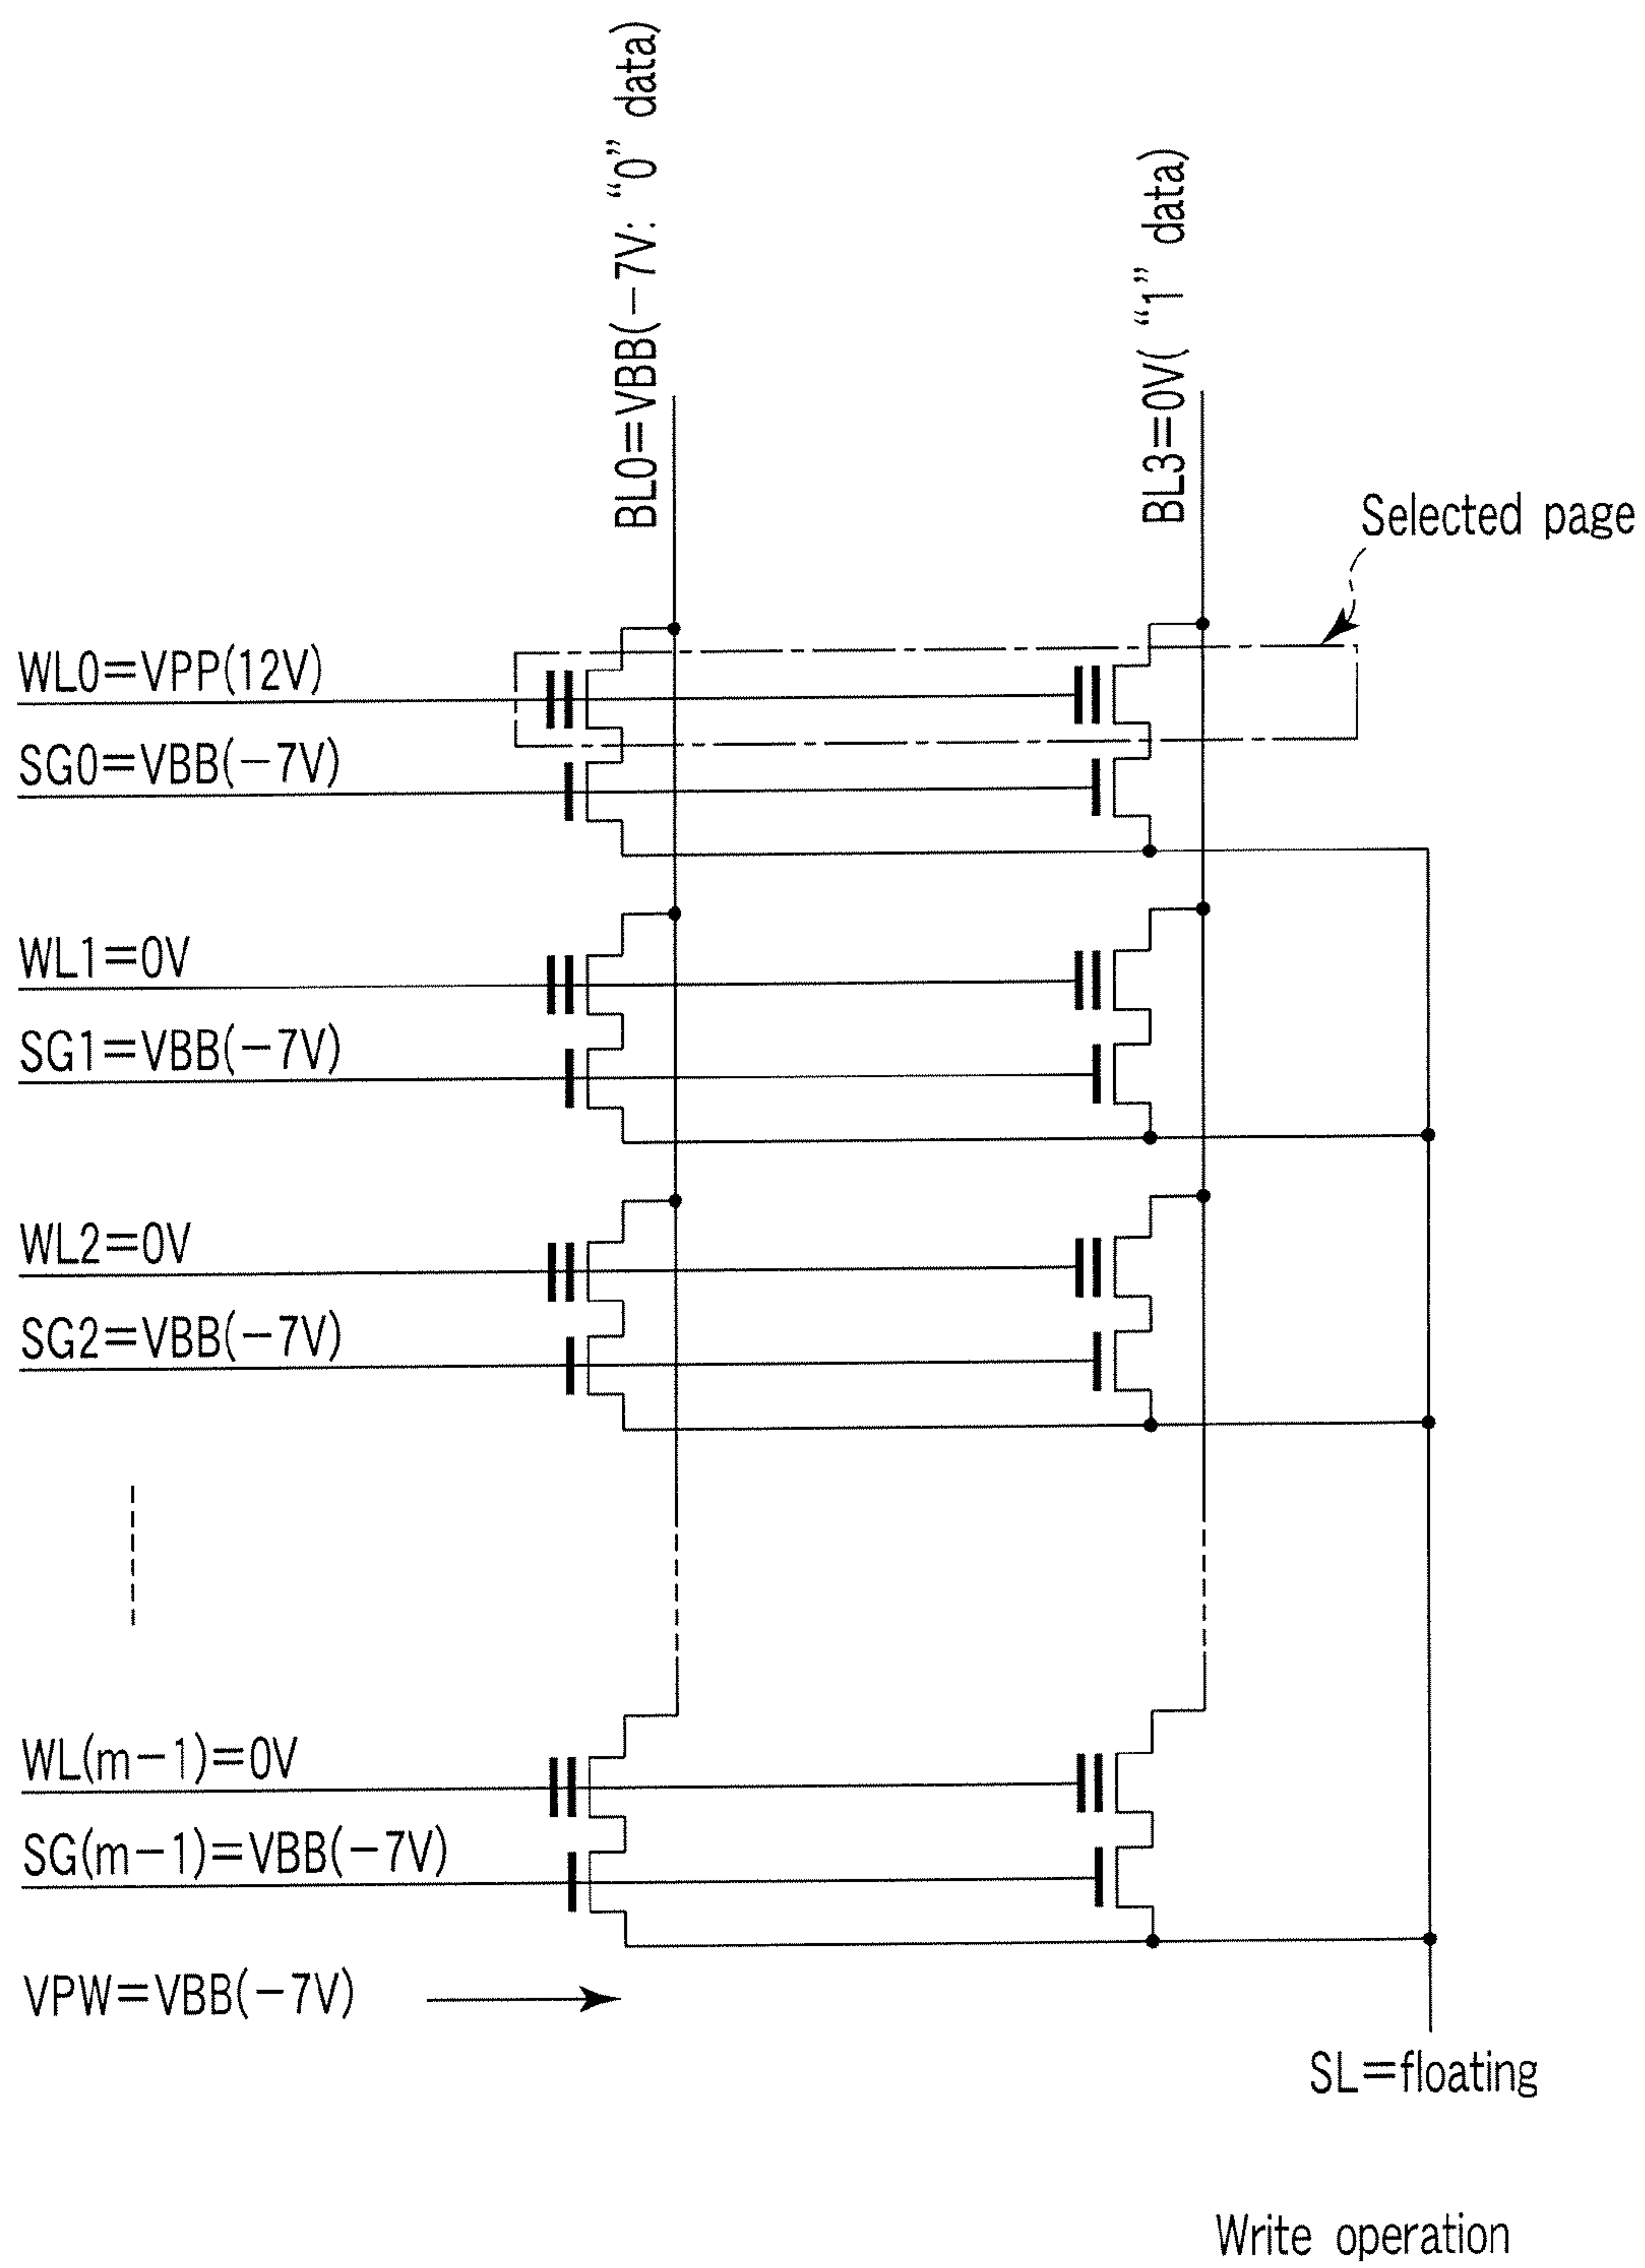 BL0=VBB(−7V: “0” data)
BL3=0V( “1” data)
Selected page
WL0=VPP(12V)
SG0=VBB(−7V)
WL1=0V
SG1=VBB(−7V)
WL2=0V
SG2=VBB(−7V)
WL(m−1)=0V
SG(m−1)=VBB(−7V)
VPW=VBB(−7V)
SL=floating
Write operation